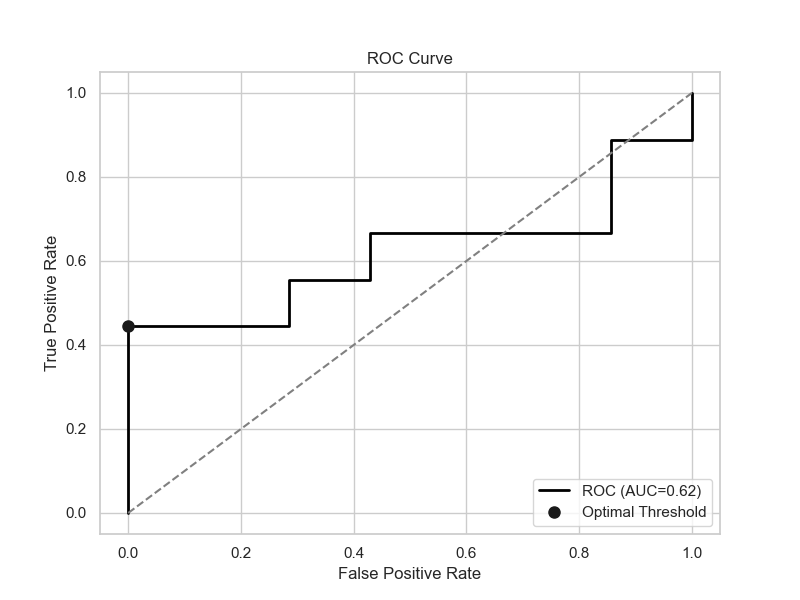 ROC Curve
1.0
0.8
0.6
0.4
0.2
0.0
True Positive Rate
0.0 0.2 0.4 0.6 0.8 1.0
False Positive Rate
ROC (AUC=0.62)
Optimal Threshold